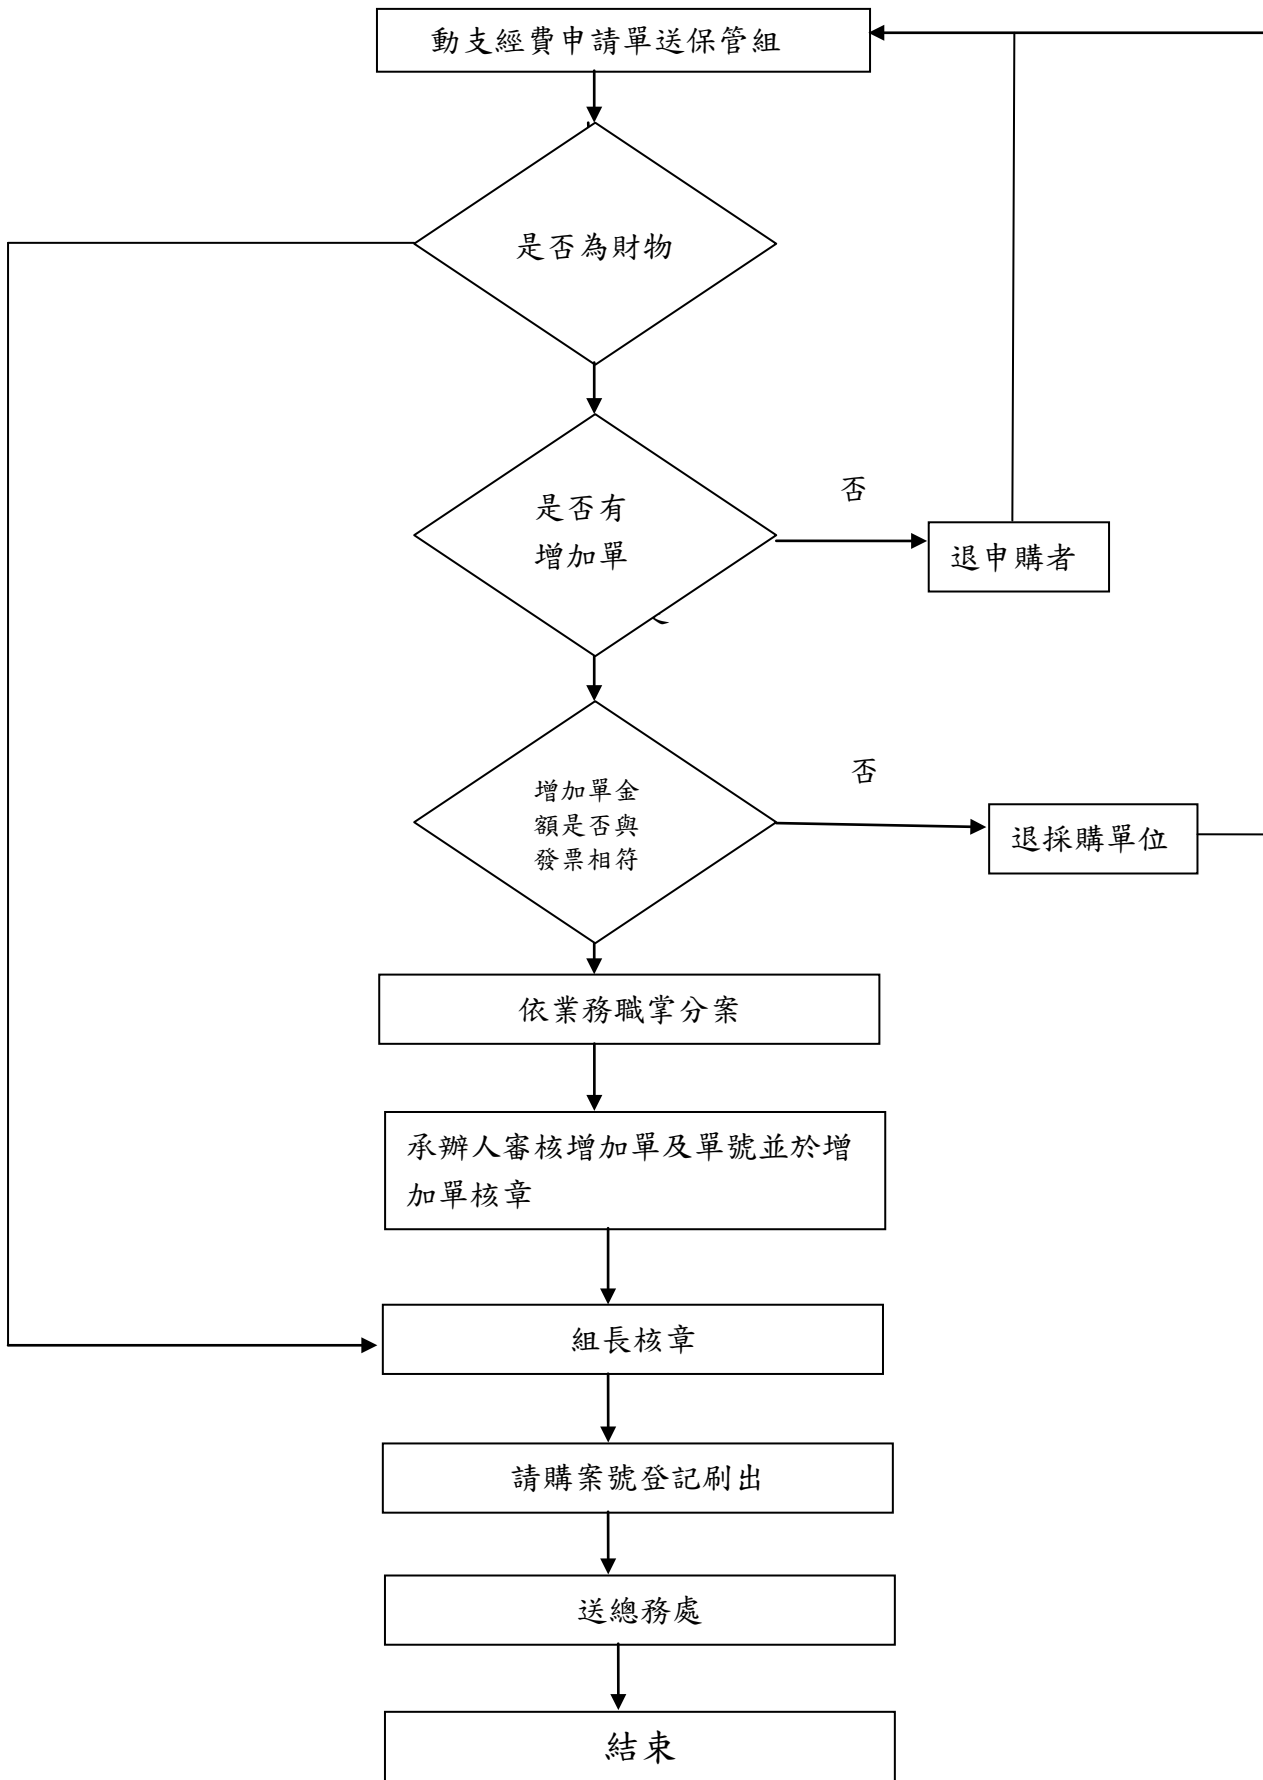 動支經費申請單送保管組
是否為財物
是否有
增加單
否
退申購者
增加單金
額是否與
發票相符
否
退採購單位
依業務職掌分案
承辦人審核增加單及單號並於增
加單核章
組長核章
請購案號登記刷出
送總務處
結束